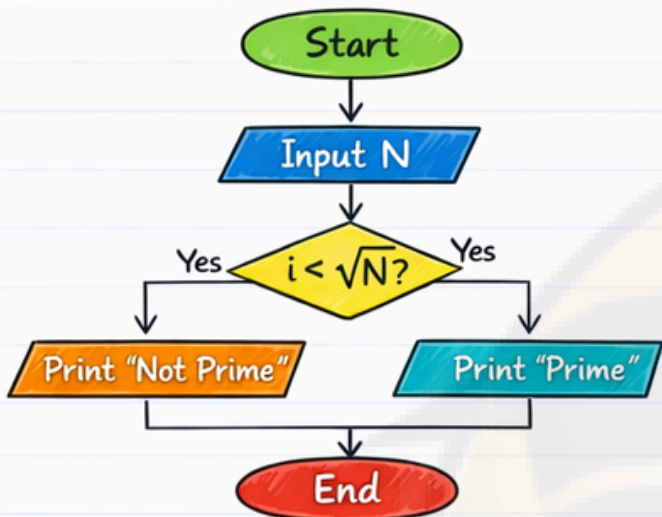 Start
Input N
Yes
i < √N?
Yes
Print “Not Prime”
Print “Prime”
End